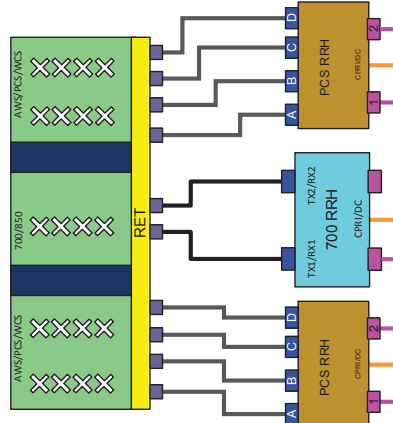 AWS/PCS/WCS
700/850
AWS/PCS/WCS
RET
D
C
B
A
PCS RRH
CPRI/DC
2
1
TX2/RX2
TX1/RX1
700 RRH
CPRI/DC
D
C
B
A
PCS RRH
CPRI/DC
2
1